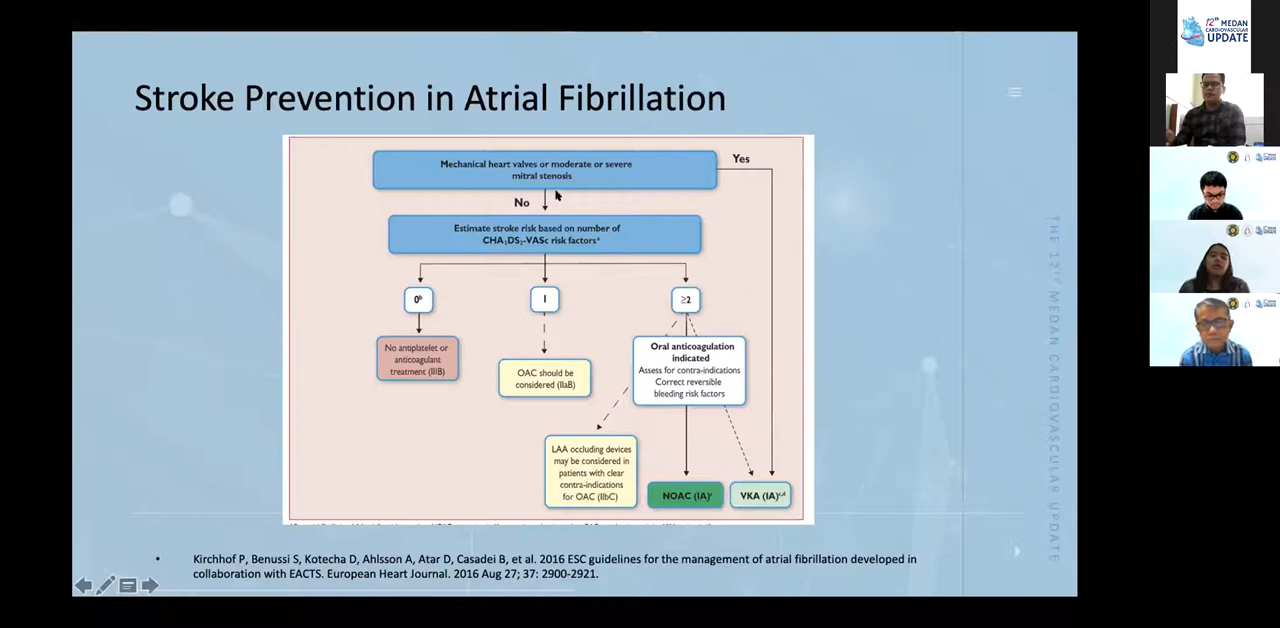 Stroke Prevention in Atrial Fibrillation
Mechanical heart valves or moderate or severe
mitral stenosis
Yes
No
Estimate stroke risk based on number of
CHA₂DS₂-VASc risk factorsᵃ
0ᵇ
1
≥2
No antiplatelet or
anticoagulant
treatment (IIIB)
OAC should be
considered (IIaB)
Oral anticoagulation
indicated
Assess for contra-indications
Correct reversible
bleeding risk factors
LAA occluding devices
may be considered in
patients with clear
contra-indications
for OAC (IIbC)
NOAC (IA)ᶜ
VKA (IA)ᶜ,ᵈ
• Kirchhof P, Benussi S, Kotecha D, Ahlsson A, Atar D, Casadei B, et al. 2016 ESC guidelines for the management of atrial fibrillation developed in
collaboration with EACTS. European Heart Journal. 2016 Aug 27; 37: 2900-2921.
THE 12TH MEDAN CARDIOVASCULAR UPDATE
12th MEDAN
CARDIOVASCULAR
UPDATE